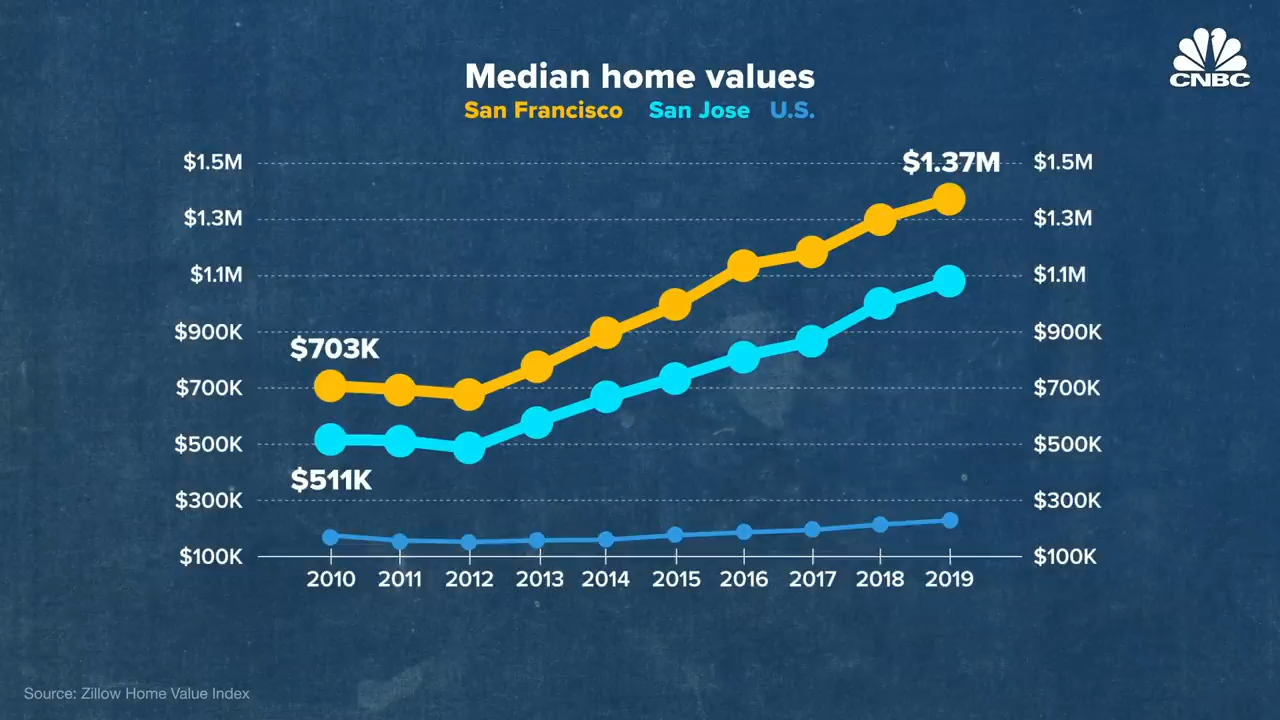 CNBC
Median home values
San Francisco San Jose U.S.
$1.5M $1.37M $1.5M
$1.3M $1.3M
$1.1M $1.1M
$900K $900K
$703K
$700K $700K
$500K $500K
$511K
$300K $300K
$100K $100K
2010 2011 2012 2013 2014 2015 2016 2017 2018 2019
Source: Zillow Home Value Index